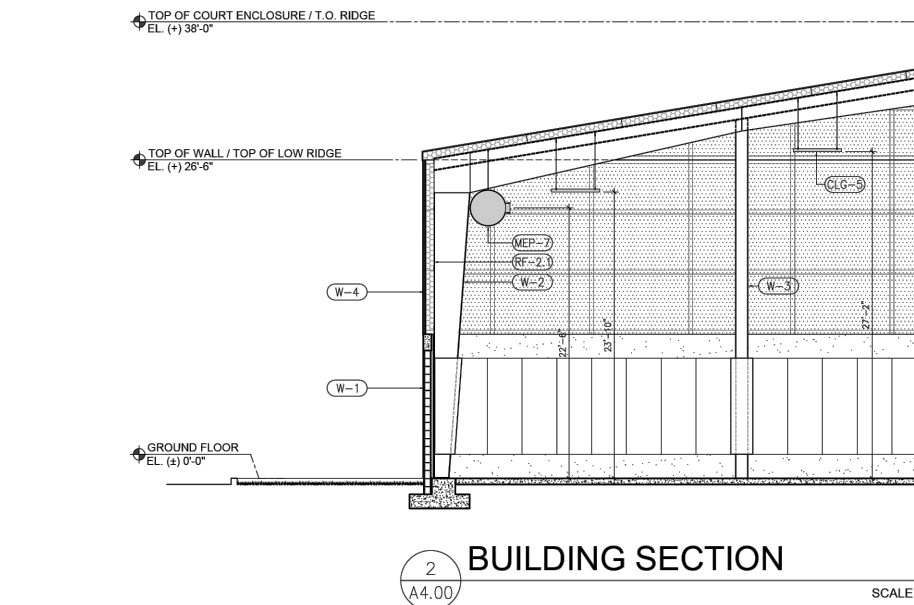 TOP OF COURT ENCLOSURE / T.O. RIDGE
EL. (+) 38'-0"
TOP OF WALL / TOP OF LOW RIDGE
EL. (+) 26'-6"
CLG-5
MEP-7
RF-2.1
W-2
W-3
W-4
27'-2"
23'-10"
22'-6"
W-1
GROUND FLOOR
EL. (±) 0'-0"
2
A4.00
BUILDING SECTION
SCALE